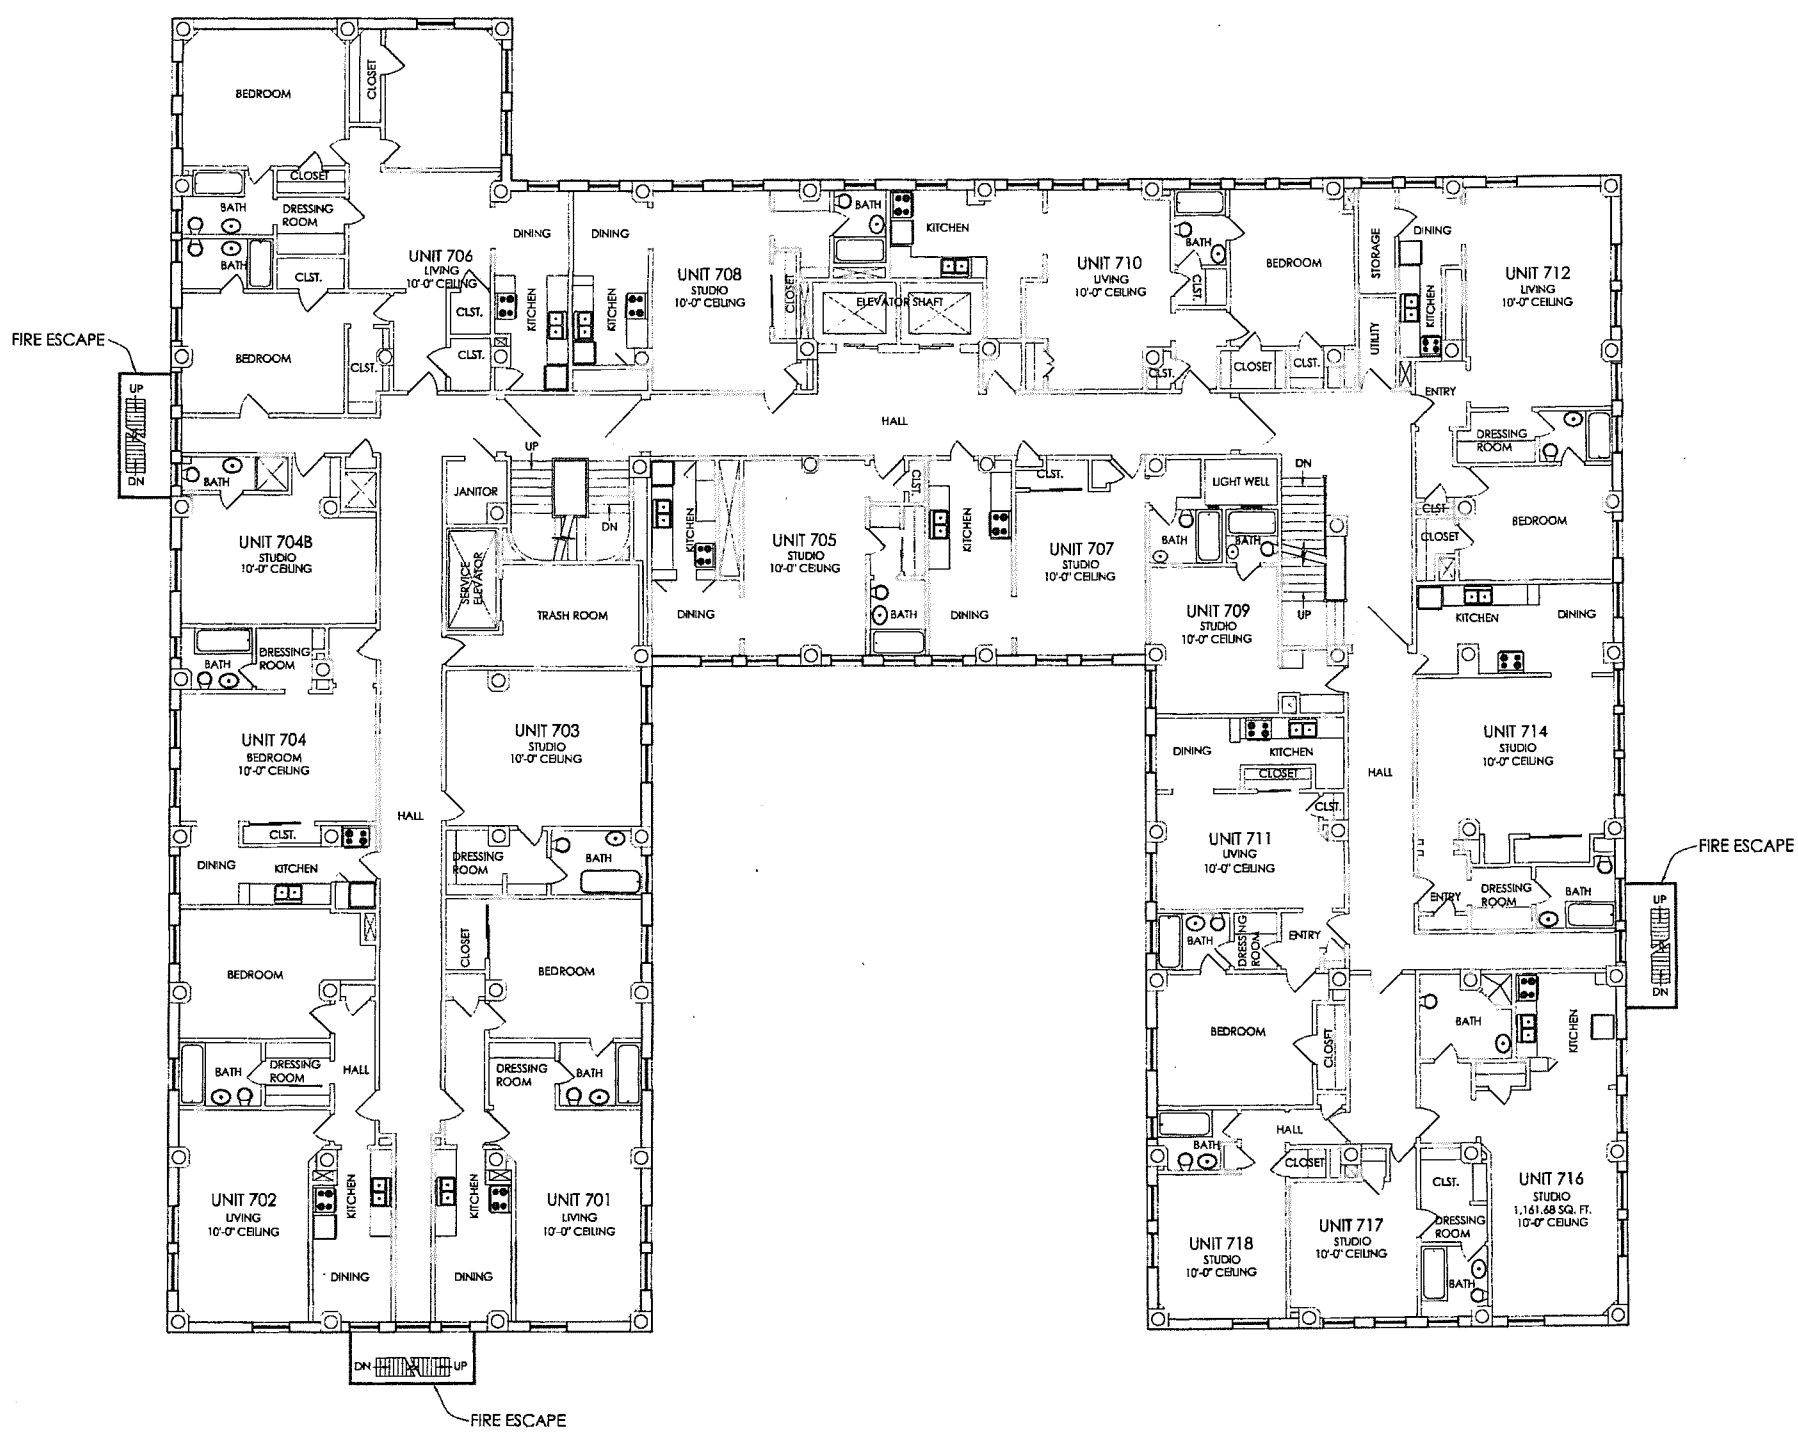 BEDROOM
CLOSET
CLOSET
BATH
DRESSING
ROOM
BATH
CLST.
UNIT 706
LIVING
10'-0" CEILING
DINING
KITCHEN
CLST.
CLST.
BEDROOM
CLST.
FIRE ESCAPE
UP
DN
DINING
KITCHEN
UNIT 708
STUDIO
10'-0" CEILING
CLOSET
BATH
KITCHEN
ELEVATOR SHAFT
UNIT 710
LIVING
10'-0" CEILING
BATH
CLST.
BEDROOM
CLST.
CLOSET
CLST.
STORAGE
UTILITY
DINING
KITCHEN
UNIT 712
LIVING
10'-0" CEILING
ENTRY
DRESSING
ROOM
CLST
CLOSET
BEDROOM
HALL
UP
DN
JANITOR
SERVICE
ELEVATOR
TRASH ROOM
BATH
UNIT 704B
STUDIO
10'-0" CEILING
KITCHEN
DINING
UNIT 705
STUDIO
10'-0" CEILING
CLST.
BATH
KITCHEN
DINING
CLST.
UNIT 707
STUDIO
10'-0" CEILING
LIGHT WELL
BATH
BATH
DN
UP
UNIT 709
STUDIO
10'-0" CEILING
KITCHEN
DINING
UNIT 714
STUDIO
10'-0" CEILING
ENTRY
DRESSING
ROOM
BATH
FIRE ESCAPE
UP
DN
BATH
DRESSING
ROOM
UNIT 704
BEDROOM
10'-0" CEILING
CLST.
DINING
KITCHEN
HALL
UNIT 703
STUDIO
10'-0" CEILING
DRESSING
ROOM
BATH
DINING
KITCHEN
CLOSET
CLST.
UNIT 711
LIVING
10'-0" CEILING
HALL
BATH
DRESSING
ROOM
ENTRY
BEDROOM
CLOSET
BEDROOM
CLOSET
BEDROOM
BATH
DRESSING
ROOM
HALL
DRESSING
ROOM
BATH
UNIT 702
LIVING
10'-0" CEILING
KITCHEN
DINING
KITCHEN
DINING
UNIT 701
LIVING
10'-0" CEILING
BATH
KITCHEN
HALL
BATH
CLOSET
UNIT 718
STUDIO
10'-0" CEILING
UNIT 717
STUDIO
10'-0" CEILING
CLST.
DRESSING
ROOM
BATH
UNIT 716
STUDIO
1,161.68 SQ. FT.
10'-0" CEILING
DN
UP
FIRE ESCAPE